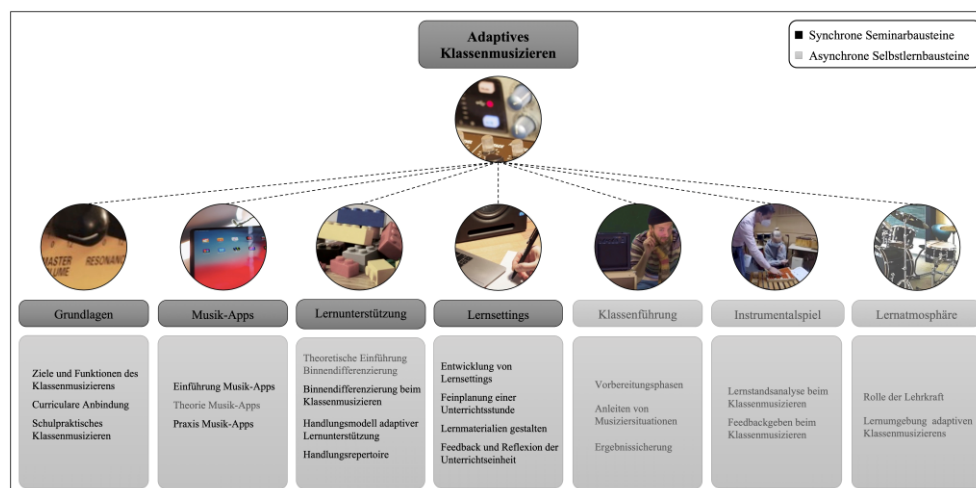 Adaptives
Klassenmusizieren
Synchrone Seminarbausteine
Asynchrone Selbstlernbausteine
MASTER
VOLUME
RESONANCE
Grundlagen
Musik-Apps
Lernunterstützung
Lernsettings
Klassenführung
Instrumentalspiel
Lernatmosphäre
Ziele und Funktionen des
Klassenmusizierens
Curriculare Anbindung
Schulpraktisches
Klassenmusizieren
Einführung Musik-Apps
Theorie Musik-Apps
Praxis Musik-Apps
Theoretische Einführung
Binnendifferenzierung
Binnendifferenzierung beim
Klassenmusizieren
Handlungsmodell adaptiver
Lernunterstützung
Handlungsrepertoire
Entwicklung von
Lernsettings
Feinplanung einer
Unterrichtsstunde
Lernmaterialien gestalten
Feedback und Reflexion der
Unterrichtseinheit
Vorbereitungsphasen
Anleiten von
Musiziersituationen
Ergebnissicherung
Lernstandsanalyse beim
Klassenmusizieren
Feedbackgeben beim
Klassenmusizieren
Rolle der Lehrkraft
Lernumgebung adaptiven
Klassenmusizierens